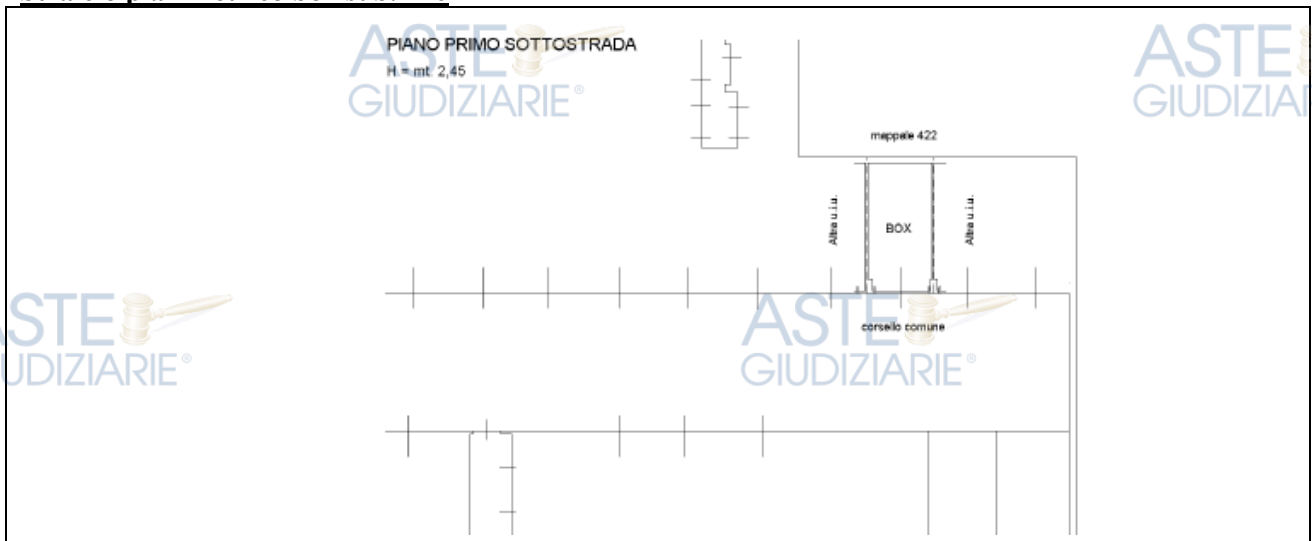 PIANO PRIMO SOTTOSTRADA
H = mt. 2,45
ASTE
GIUDIZIARIE®
ASTE
GIUDIZIAR
mappale 422
Altra u.i.u.
BOX
Altra u.i.u.
ASTE
GIUDIZIARIE®
ASTE
GIUDIZIARIE®
corsello comune